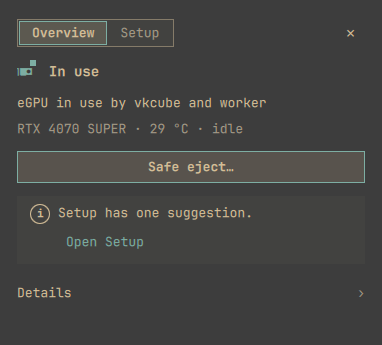 Overview Setup ×
In use
eGPU in use by vkcube and worker
RTX 4070 SUPER · 29 °C · idle
Safe eject…
i Setup has one suggestion.
Open Setup
Details ›